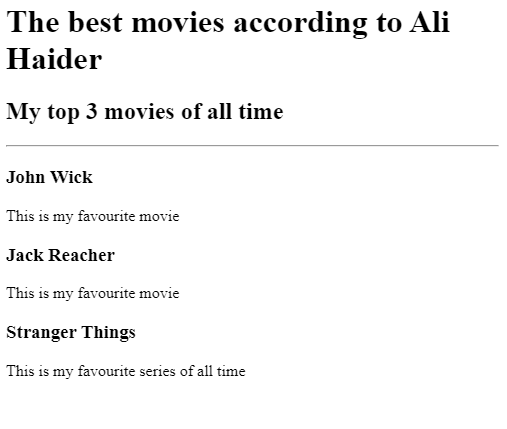 The best movies according to Ali
Haider
My top 3 movies of all time
John Wick
This is my favourite movie
Jack Reacher
This is my favourite movie
Stranger Things
This is my favourite series of all time